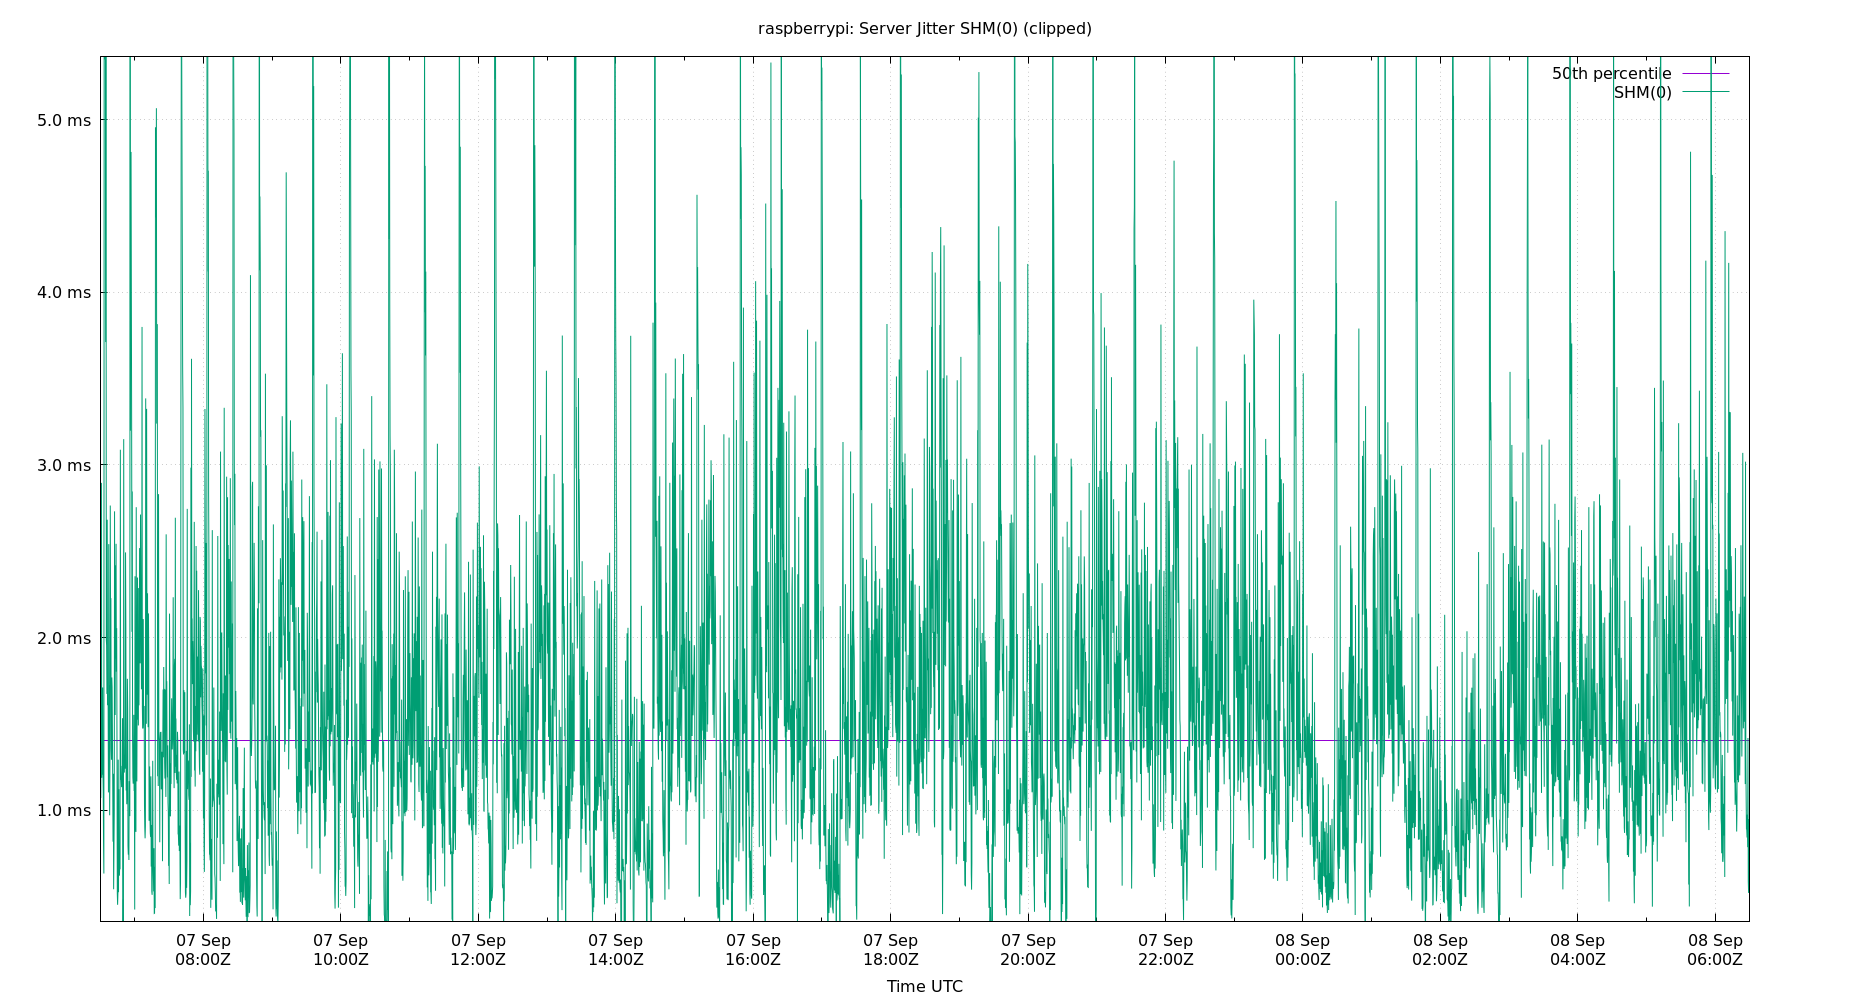 raspberrypi: Server Jitter SHM(0) (clipped)
50th percentile
SHM(0)
5.0 ms
4.0 ms
3.0 ms
2.0 ms
1.0 ms
07 Sep 07 Sep 07 Sep 07 Sep 07 Sep 07 Sep 07 Sep 07 Sep 08 Sep 08 Sep 08 Sep 08 Sep
08:00Z 10:00Z 12:00Z 14:00Z 16:00Z 18:00Z 20:00Z 22:00Z 00:00Z 02:00Z 04:00Z 06:00Z
Time UTC